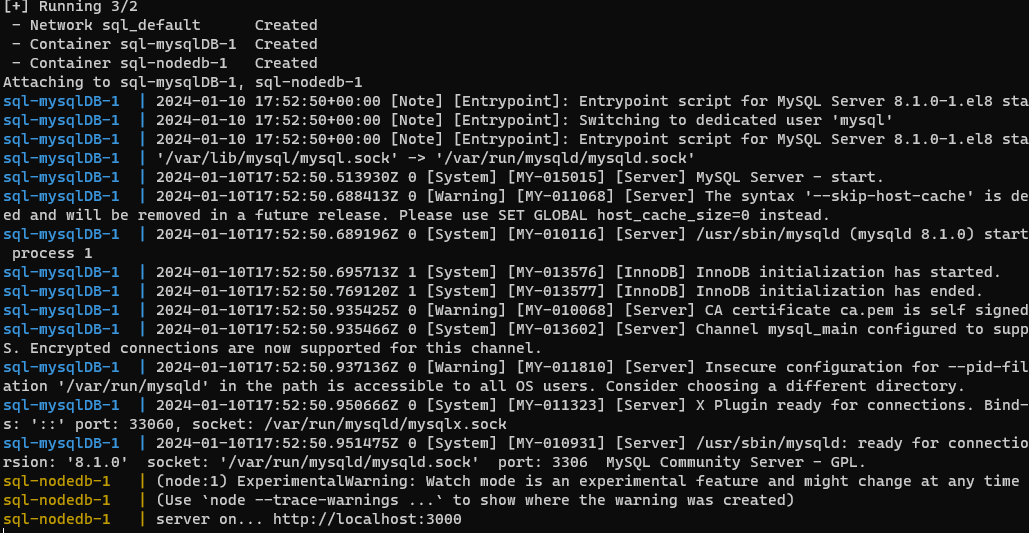 [+] Running 3/2
 - Network sql_default      Created
 - Container sql-mysqlDB-1  Created
 - Container sql-nodedb-1   Created
Attaching to sql-mysqlDB-1, sql-nodedb-1
sql-mysqlDB-1  | 2024-01-10 17:52:50+00:00 [Note] [Entrypoint]: Entrypoint script for MySQL Server 8.1.0-1.el8 sta
sql-mysqlDB-1  | 2024-01-10 17:52:50+00:00 [Note] [Entrypoint]: Switching to dedicated user 'mysql'
sql-mysqlDB-1  | 2024-01-10 17:52:50+00:00 [Note] [Entrypoint]: Entrypoint script for MySQL Server 8.1.0-1.el8 sta
sql-mysqlDB-1  | '/var/lib/mysql/mysql.sock' -> '/var/run/mysqld/mysqld.sock'
sql-mysqlDB-1  | 2024-01-10T17:52:50.513930Z 0 [System] [MY-015015] [Server] MySQL Server - start.
sql-mysqlDB-1  | 2024-01-10T17:52:50.688413Z 0 [Warning] [MY-011068] [Server] The syntax '--skip-host-cache' is de
ed and will be removed in a future release. Please use SET GLOBAL host_cache_size=0 instead.
sql-mysqlDB-1  | 2024-01-10T17:52:50.689196Z 0 [System] [MY-010116] [Server] /usr/sbin/mysqld (mysqld 8.1.0) start
 process 1
sql-mysqlDB-1  | 2024-01-10T17:52:50.695713Z 1 [System] [MY-013576] [InnoDB] InnoDB initialization has started.
sql-mysqlDB-1  | 2024-01-10T17:52:50.769120Z 1 [System] [MY-013577] [InnoDB] InnoDB initialization has ended.
sql-mysqlDB-1  | 2024-01-10T17:52:50.935425Z 0 [Warning] [MY-010068] [Server] CA certificate ca.pem is self signed
sql-mysqlDB-1  | 2024-01-10T17:52:50.935466Z 0 [System] [MY-013602] [Server] Channel mysql_main configured to supp
S. Encrypted connections are now supported for this channel.
sql-mysqlDB-1  | 2024-01-10T17:52:50.937136Z 0 [Warning] [MY-011810] [Server] Insecure configuration for --pid-fil
ation '/var/run/mysqld' in the path is accessible to all OS users. Consider choosing a different directory.
sql-mysqlDB-1  | 2024-01-10T17:52:50.950666Z 0 [System] [MY-011323] [Server] X Plugin ready for connections. Bind-
s: '::' port: 33060, socket: /var/run/mysqld/mysqlx.sock
sql-mysqlDB-1  | 2024-01-10T17:52:50.951475Z 0 [System] [MY-010931] [Server] /usr/sbin/mysqld: ready for connectio
rsion: '8.1.0'  socket: '/var/run/mysqld/mysqld.sock'  port: 3306  MySQL Community Server - GPL.
sql-nodedb-1   | (node:1) ExperimentalWarning: Watch mode is an experimental feature and might change at any time
sql-nodedb-1   | (Use `node --trace-warnings ...` to show where the warning was created)
sql-nodedb-1   | server on... http://localhost:3000